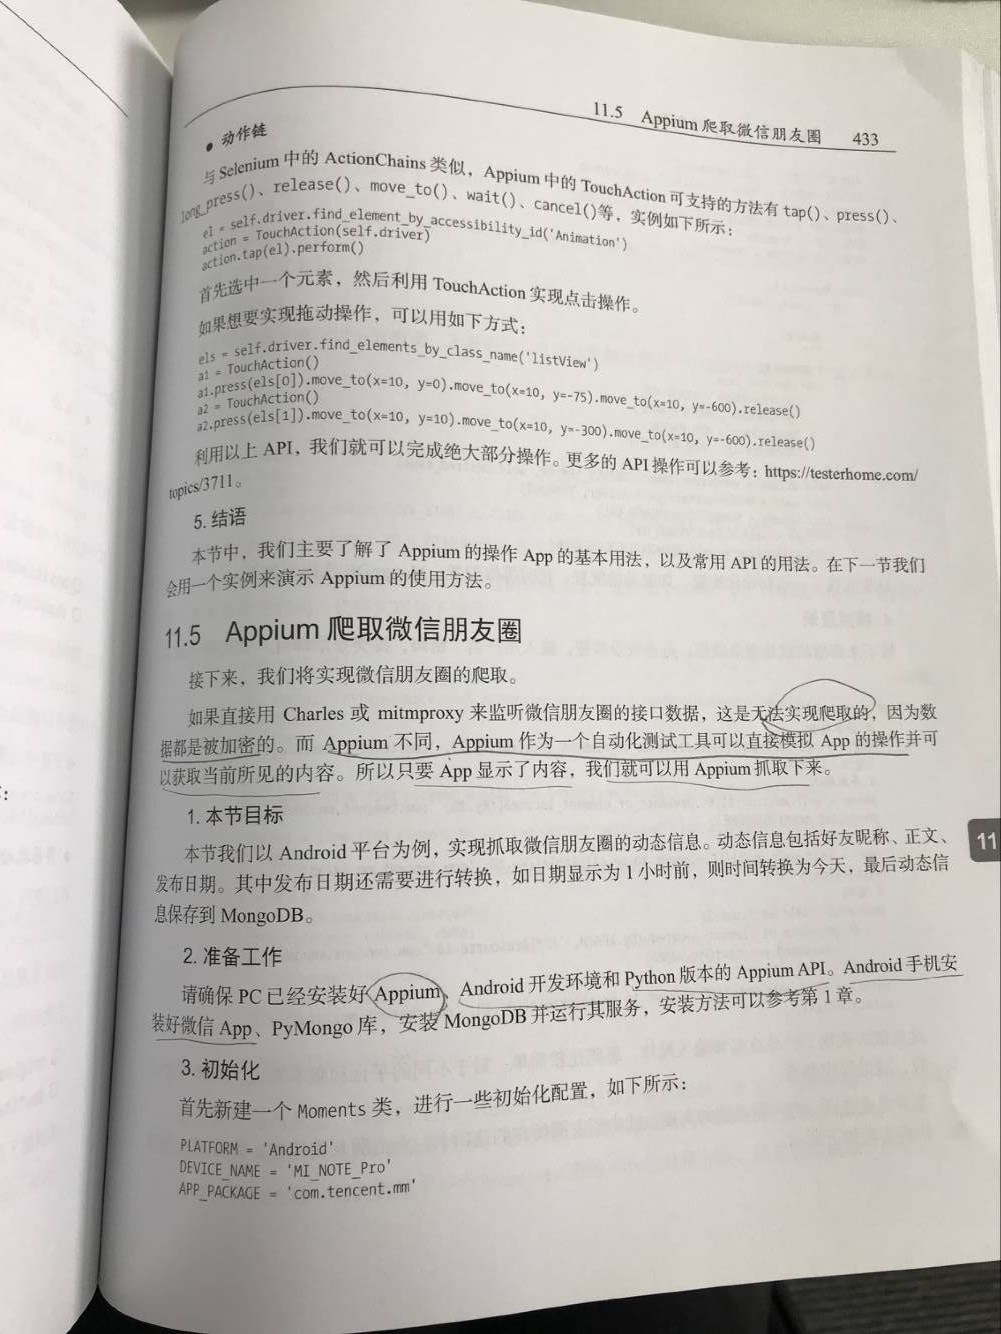 11.5 Appium 爬取微信朋友圈 433
• 动作链
与 Selenium 中的 ActionChains 类似，Appium 中的 TouchAction 可支持的方法有 tap()、press()、
long_press()、release()、move_to()、wait()、cancel()等，实例如下所示：
el = self.driver.find_element_by_accessibility_id('Animation')
action = TouchAction(self.driver)
action.tap(el).perform()
首先选中一个元素，然后利用 TouchAction 实现点击操作。
如果想要实现拖动操作，可以用如下方式：
els = self.driver.find_elements_by_class_name('listView')
a1 = TouchAction()
a1.press(els[0]).move_to(x=10, y=0).move_to(x=10, y=-75).move_to(x=10, y=-600).release()
a2 = TouchAction()
a2.press(els[1]).move_to(x=10, y=10).move_to(x=10, y=-300).move_to(x=10, y=-600).release()
利用以上 API，我们就可以完成绝大部分操作。更多的 API 操作可以参考：https://testerhome.com/
topics/3711。
5. 结语
本节中，我们主要了解了 Appium 的操作 App 的基本用法，以及常用 API 的用法。在下一节我们
会用一个实例来演示 Appium 的使用方法。
11.5 Appium 爬取微信朋友圈
接下来，我们将实现微信朋友圈的爬取。
如果直接用 Charles 或 mitmproxy 来监听微信朋友圈的接口数据，这是无法实现爬取的，因为数
据都是被加密的。而 Appium 不同，Appium 作为一个自动化测试工具可以直接模拟 App 的操作并可
以获取当前所见的内容。所以只要 App 显示了内容，我们就可以用 Appium 抓取下来。
1. 本节目标
本节我们以 Android 平台为例，实现抓取微信朋友圈的动态信息。动态信息包括好友昵称、正文、
发布日期。其中发布日期还需要进行转换，如日期显示为 1 小时前，则时间转换为今天，最后动态信
息保存到 MongoDB。
11
2. 准备工作
请确保 PC 已经安装好 Appium、Android 开发环境和 Python 版本的 Appium API。Android 手机安
装好微信 App、PyMongo 库，安装 MongoDB 并运行其服务，安装方法可以参考第 1 章。
3. 初始化
首先新建一个 Moments 类，进行一些初始化配置，如下所示：
PLATFORM = 'Android'
DEVICE_NAME = 'MI_NOTE_Pro'
APP_PACKAGE = 'com.tencent.mm'